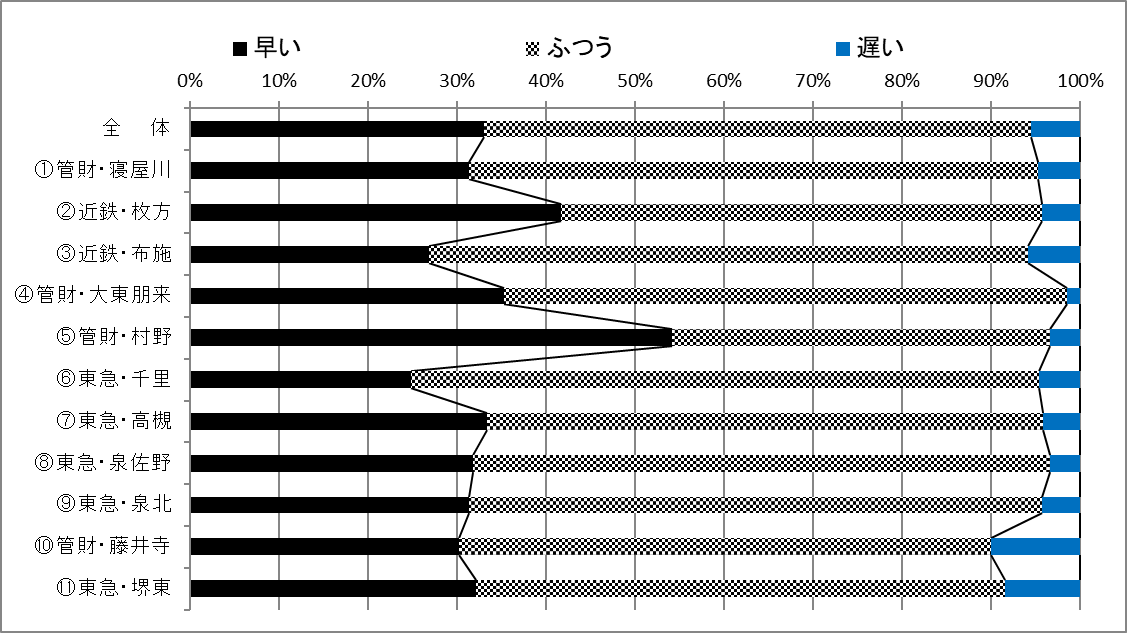 早い ふつう 遅い
0% 10% 20% 30% 40% 50% 60% 70% 80% 90% 100%
全　体
①管財・寝屋川
②近鉄・枚方
③近鉄・布施
④管財・大東朋来
⑤管財・村野
⑥東急・千里
⑦東急・高槻
⑧東急・泉佐野
⑨東急・泉北
⑩管財・藤井寺
⑪東急・堺東